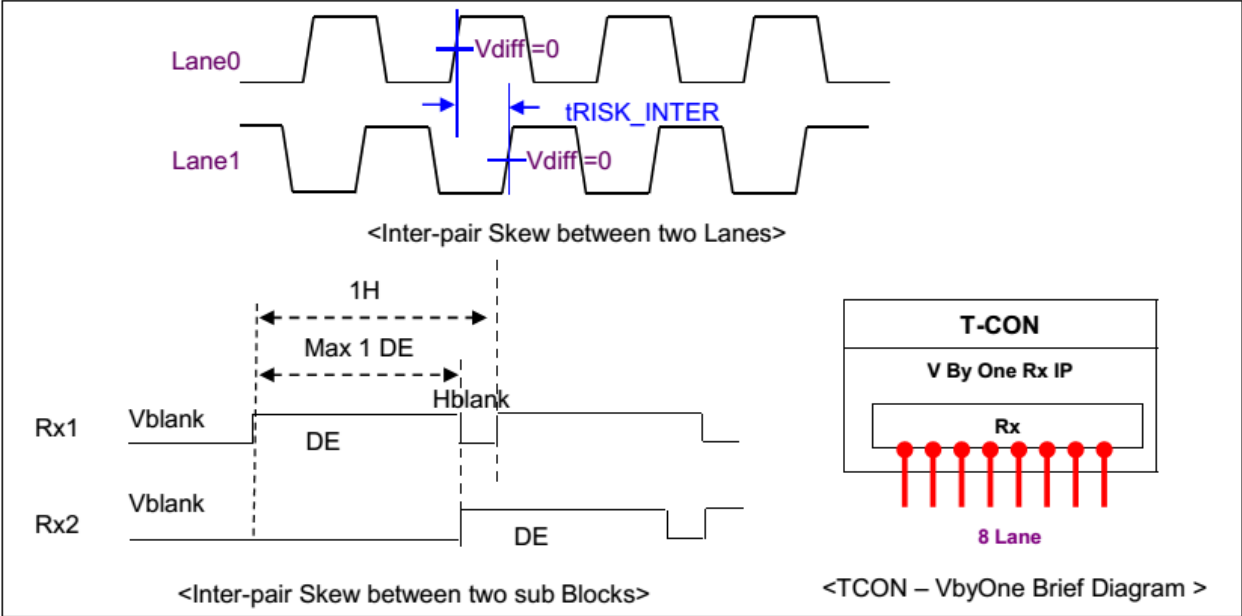 Lane0
Vdiff =0
tRISK_INTER
Lane1
Vdiff =0
<Inter-pair Skew between two Lanes>
1H
Max 1 DE
Hblank
Rx1
Vblank
DE
Rx2
Vblank
DE
<Inter-pair Skew between two sub Blocks>
T-CON
V By One Rx IP
Rx
8 Lane
<TCON – VbyOne Brief Diagram >